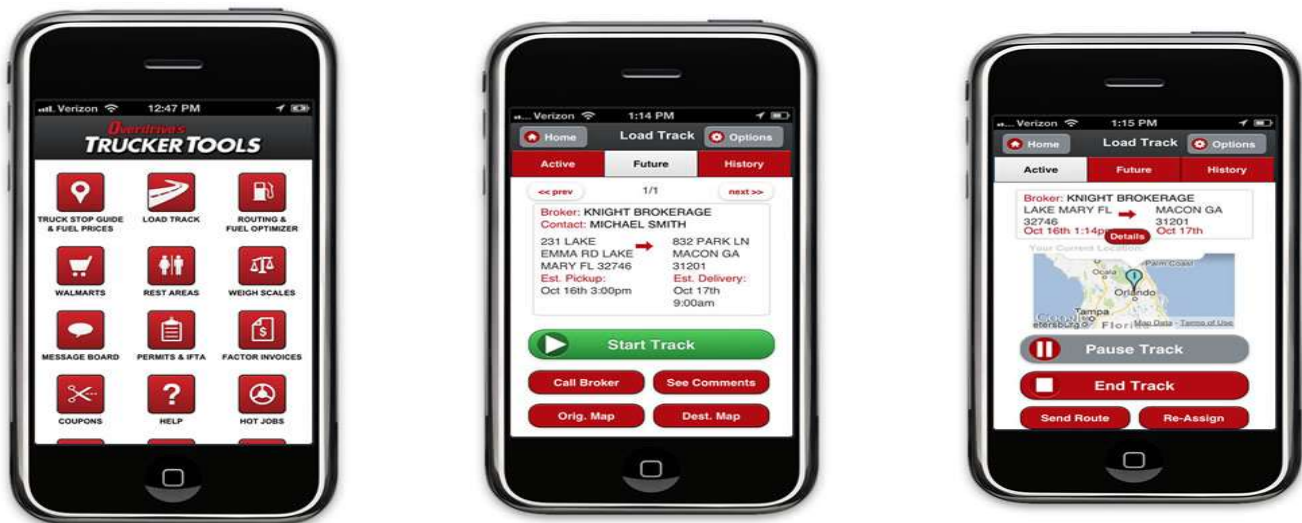 Verizon 12:47 PM
Overdrive's
TRUCKER TOOLS
TRUCK STOP GUIDE
& FUEL PRICES
LOAD TRACK
ROUTING &
FUEL OPTIMIZER
WALMARTS
REST AREAS
WEIGH SCALES
MESSAGE BOARD
PERMITS & IFTA
FACTOR INVOICES
COUPONS
HELP
HOT JOBS
... Verizon 1:14 PM
Home Load Track Options
Active Future History
<< prev 1/1 next >>
Broker: KNIGHT BROKERAGE
Contact: MICHAEL SMITH
231 LAKE
EMMA RD LAKE
MARY FL 32746
Est. Pickup:
Oct 16th 3:00pm
832 PARK LN
MACON GA
31201
Est. Delivery:
Oct 17th
9:00am
Start Track
Call Broker See Comments
Orig. Map Dest. Map
... Verizon 1:15 PM
Home Load Track Options
Active Future History
Broker: KNIGHT BROKERAGE
LAKE MARY FL
32746
Oct 16th 1:14pm
MACON GA
31201
Oct 17th
Details
Your Current Location:
Palm Coast
Ocala
Orlando
Tampa
etersburg
Florida
Map Data - Terms of Use
Pause Track
End Track
Send Route Re-Assign